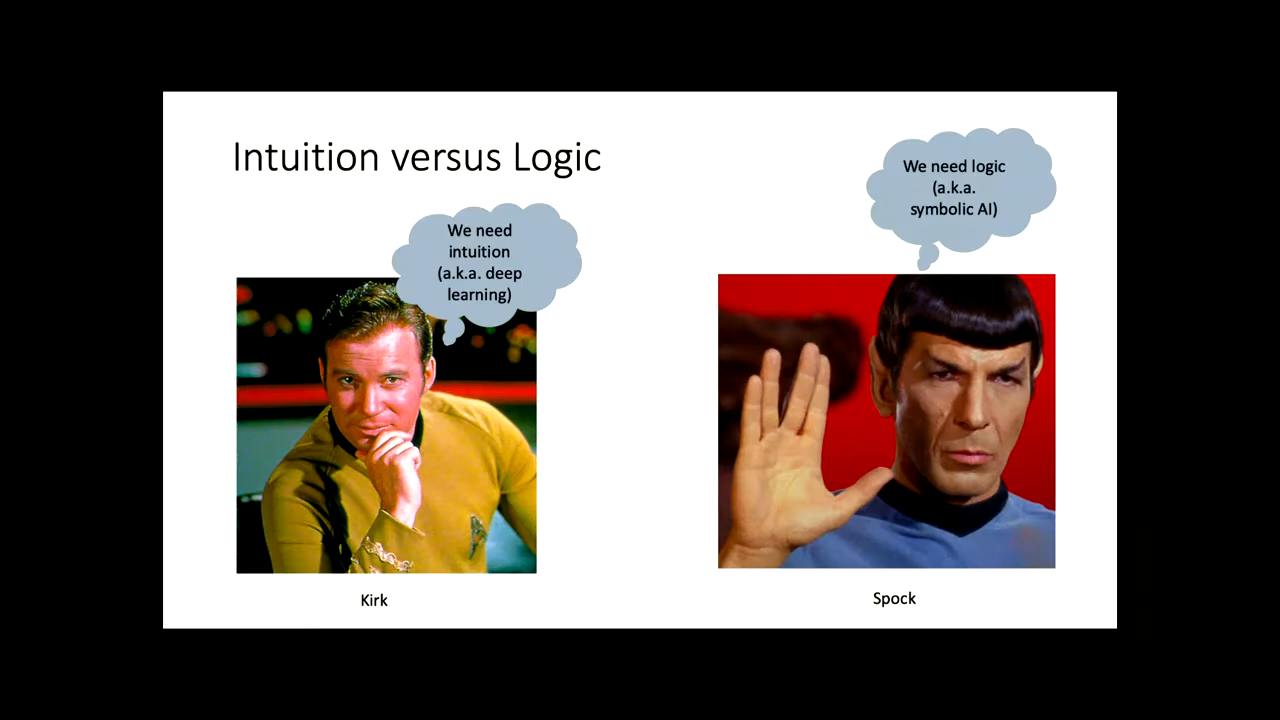 Intuition versus Logic
We need logic
(a.k.a.
symbolic AI)
We need
intuition
(a.k.a. deep
learning)
Kirk
Spock